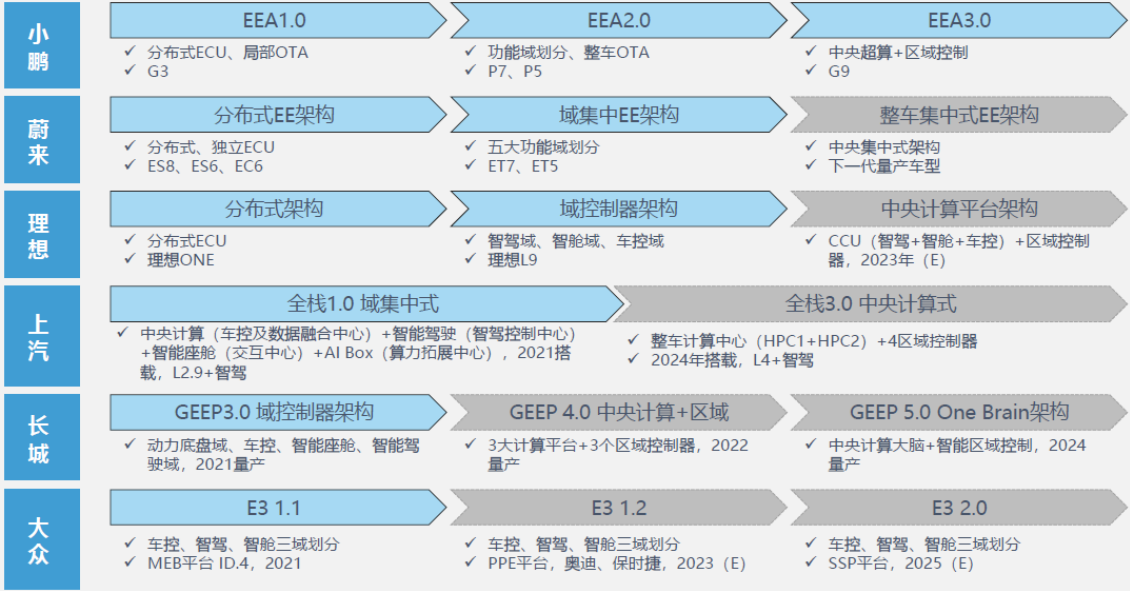 小鹏
EEA1.0
EEA2.0
EEA3.0
✓ 分布式ECU、局部OTA
✓ G3
✓ 功能域划分、整车OTA
✓ P7、P5
✓ 中央超算+区域控制
✓ G9
蔚来
分布式EE架构
域集中EE架构
整车集中式EE架构
✓ 分布式、独立ECU
✓ ES8、ES6、EC6
✓ 五大功能域划分
✓ ET7、ET5
✓ 中央集中式架构
✓ 下一代量产车型
理想
分布式架构
域控制器架构
中央计算平台架构
✓ 分布式ECU
✓ 理想ONE
✓ 智驾域、智舱域、车控域
✓ 理想L9
✓ CCU（智驾+智舱+车控）+区域控制
器，2023年（E）
上汽
全栈1.0 域集中式
全栈3.0 中央计算式
✓ 中央计算（车控及数据融合中心）+智能驾驶（智驾控制中心）
+智能座舱（交互中心）+AI Box（算力拓展中心），2021搭
载，L2.9+智驾
✓ 整车计算中心（HPC1+HPC2）+4区域控制器
✓ 2024年搭载，L4+智驾
长城
GEEP3.0 域控制器架构
GEEP 4.0 中央计算+区域
GEEP 5.0 One Brain架构
✓ 动力底盘域、车控、智能座舱、智能驾
驶域，2021量产
✓ 3大计算平台+3个区域控制器，2022
量产
✓ 中央计算大脑+智能区域控制，2024
量产
大众
E3 1.1
E3 1.2
E3 2.0
✓ 车控、智驾、智舱三域划分
✓ MEB平台 ID.4，2021
✓ 车控、智驾、智舱三域划分
✓ PPE平台，奥迪、保时捷，2023（E）
✓ 车控、智驾、智舱三域划分
✓ SSP平台，2025（E）